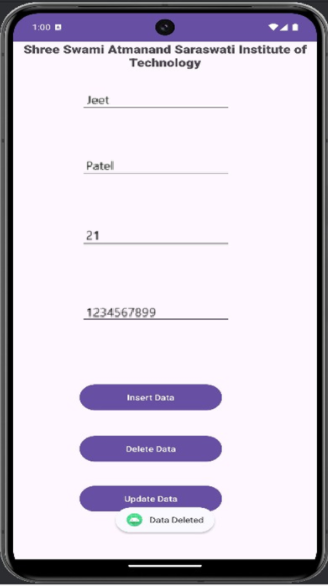 1:00
Shree Swami Atmanand Saraswati Institute of
Technology
Jeet
Patel
21
1234567899
Insert Data
Delete Data
Update Data
Data Deleted